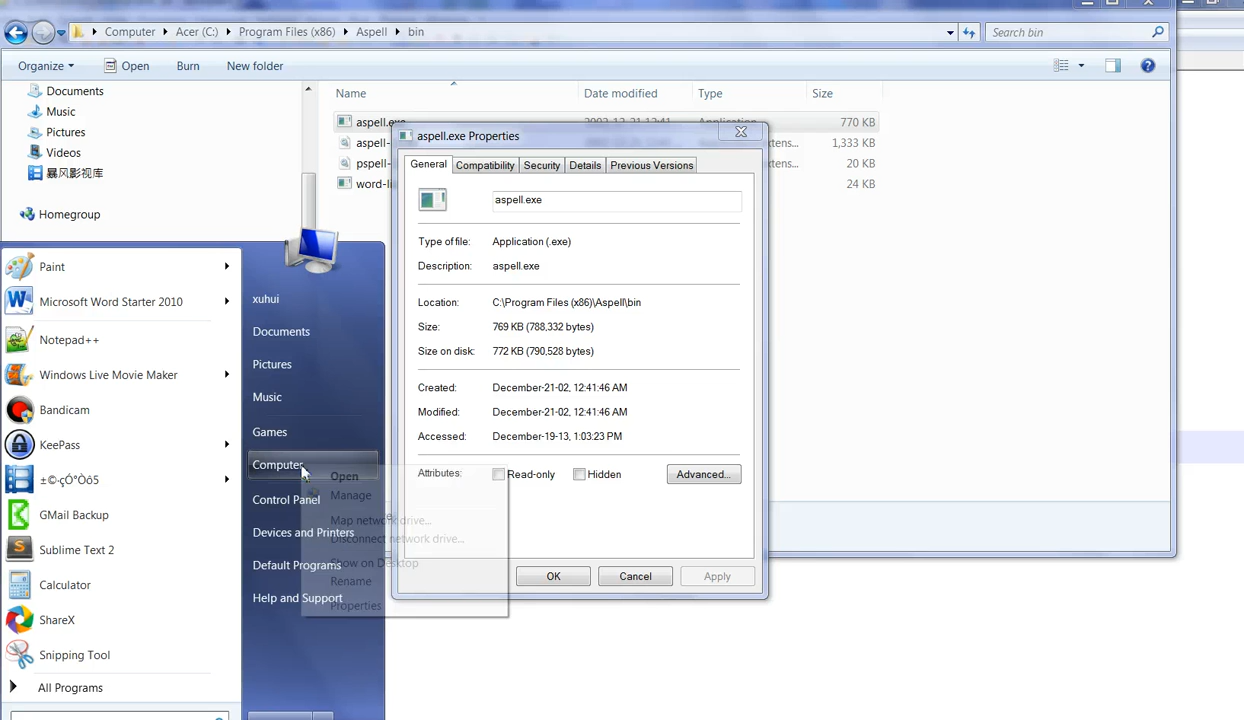 Computer ▸ Acer (C:) ▸ Program Files (x86) ▸ Aspell ▸ bin
Search bin
Organize Open Burn New folder
Documents
Music
Pictures
Videos
暴风影视库
Homegroup
Name Date modified Type Size
aspell.exe 2002-12-21 12:41 Application 770 KB
aspell- 1,333 KB
pspell- 20 KB
word-li 24 KB
aspell.exe Properties
General Compatibility Security Details Previous Versions
aspell.exe
Type of file: Application (.exe)
Description: aspell.exe
Location: C:\Program Files (x86)\Aspell\bin
Size: 769 KB (788,332 bytes)
Size on disk: 772 KB (790,528 bytes)
Created: December-21-02, 12:41:46 AM
Modified: December-21-02, 12:41:46 AM
Accessed: December-19-13, 1:03:23 PM
Attributes: Read-only Hidden Advanced...
OK Cancel Apply
Paint
Microsoft Word Starter 2010
Notepad++
Windows Live Movie Maker
Bandicam
KeePass
±©·çÓ°Òô5
GMail Backup
Sublime Text 2
Calculator
ShareX
Snipping Tool
All Programs
xuhui
Documents
Pictures
Music
Games
Computer
Control Panel
Devices and Printers
Default Programs
Help and Support
Open
Manage
Map network drive...
Disconnect network drive...
Show on Desktop
Rename
Properties